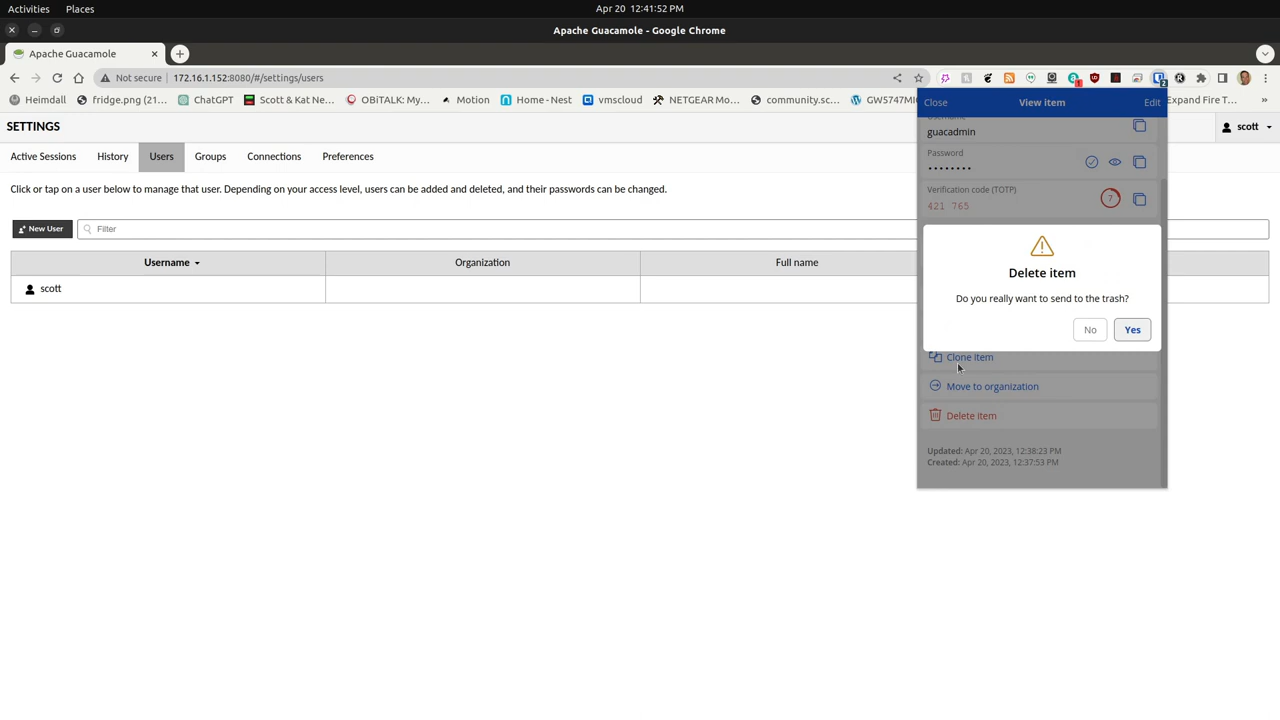 Activities Places Apr 20 12:41:52 PM
Apache Guacamole - Google Chrome
Apache Guacamole
Not secure 172.16.1.152:8080/#/settings/users
Heimdall fridge.png (21... ChatGPT Scott & Kat Ne... OBiTALK: My... Motion Home - Nest vmscloud NETGEAR Mo... community.sc... Expand Fire T... »
Close View item Edit
SETTINGS scott
guacadmin
Active Sessions History Users Groups Connections Preferences
Password
••••••••
Click or tap on a user below to manage that user. Depending on your access level, users can be added and deleted, and their passwords can be changed.
Verification code (TOTP)
421 765 7
New User Filter
Username Organization Full name
scott
Delete item
Do you really want to send to the trash?
No Yes
Clone item
Move to organization
Delete item
Updated: Apr 20, 2023, 12:38:23 PM
Created: Apr 20, 2023, 12:37:53 PM